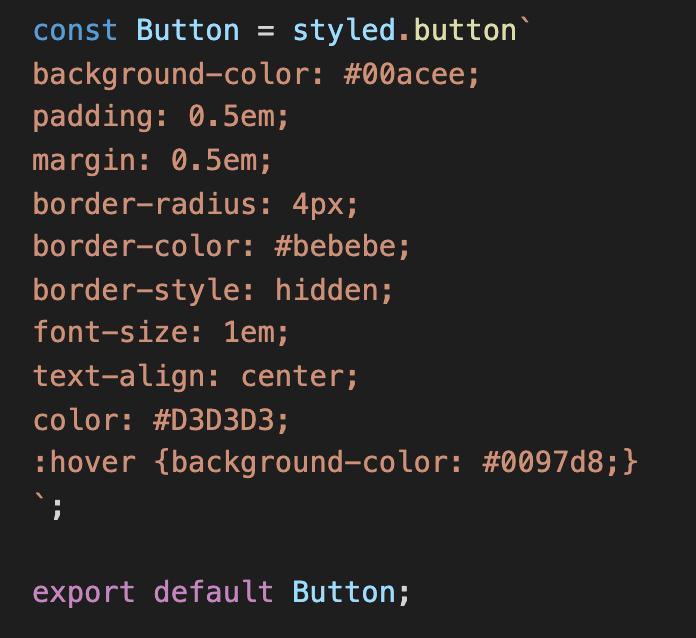 const Button = styled.button`
background-color: #00acee;
padding: 0.5em;
margin: 0.5em;
border-radius: 4px;
border-color: #bebebe;
border-style: hidden;
font-size: 1em;
text-align: center;
color: #D3D3D3;
:hover {background-color: #0097d8;}
`;
export default Button;